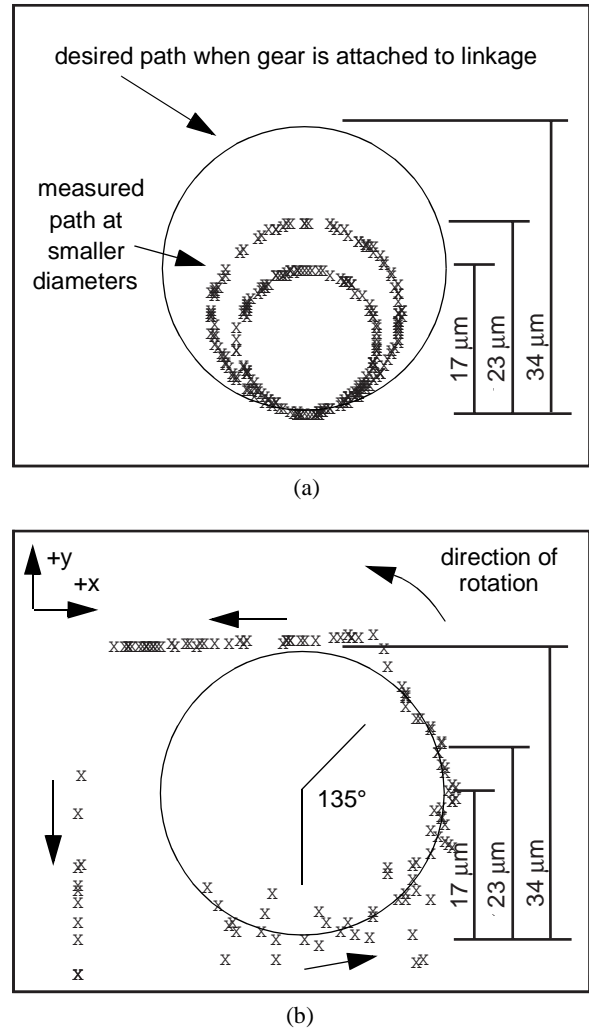 desired path when gear is attached to linkage
measured
path at
smaller
diameters
17 μm
23 μm
34 μm
(a)
+y
+x
direction of
rotation
135°
17 μm
23 μm
34 μm
(b)